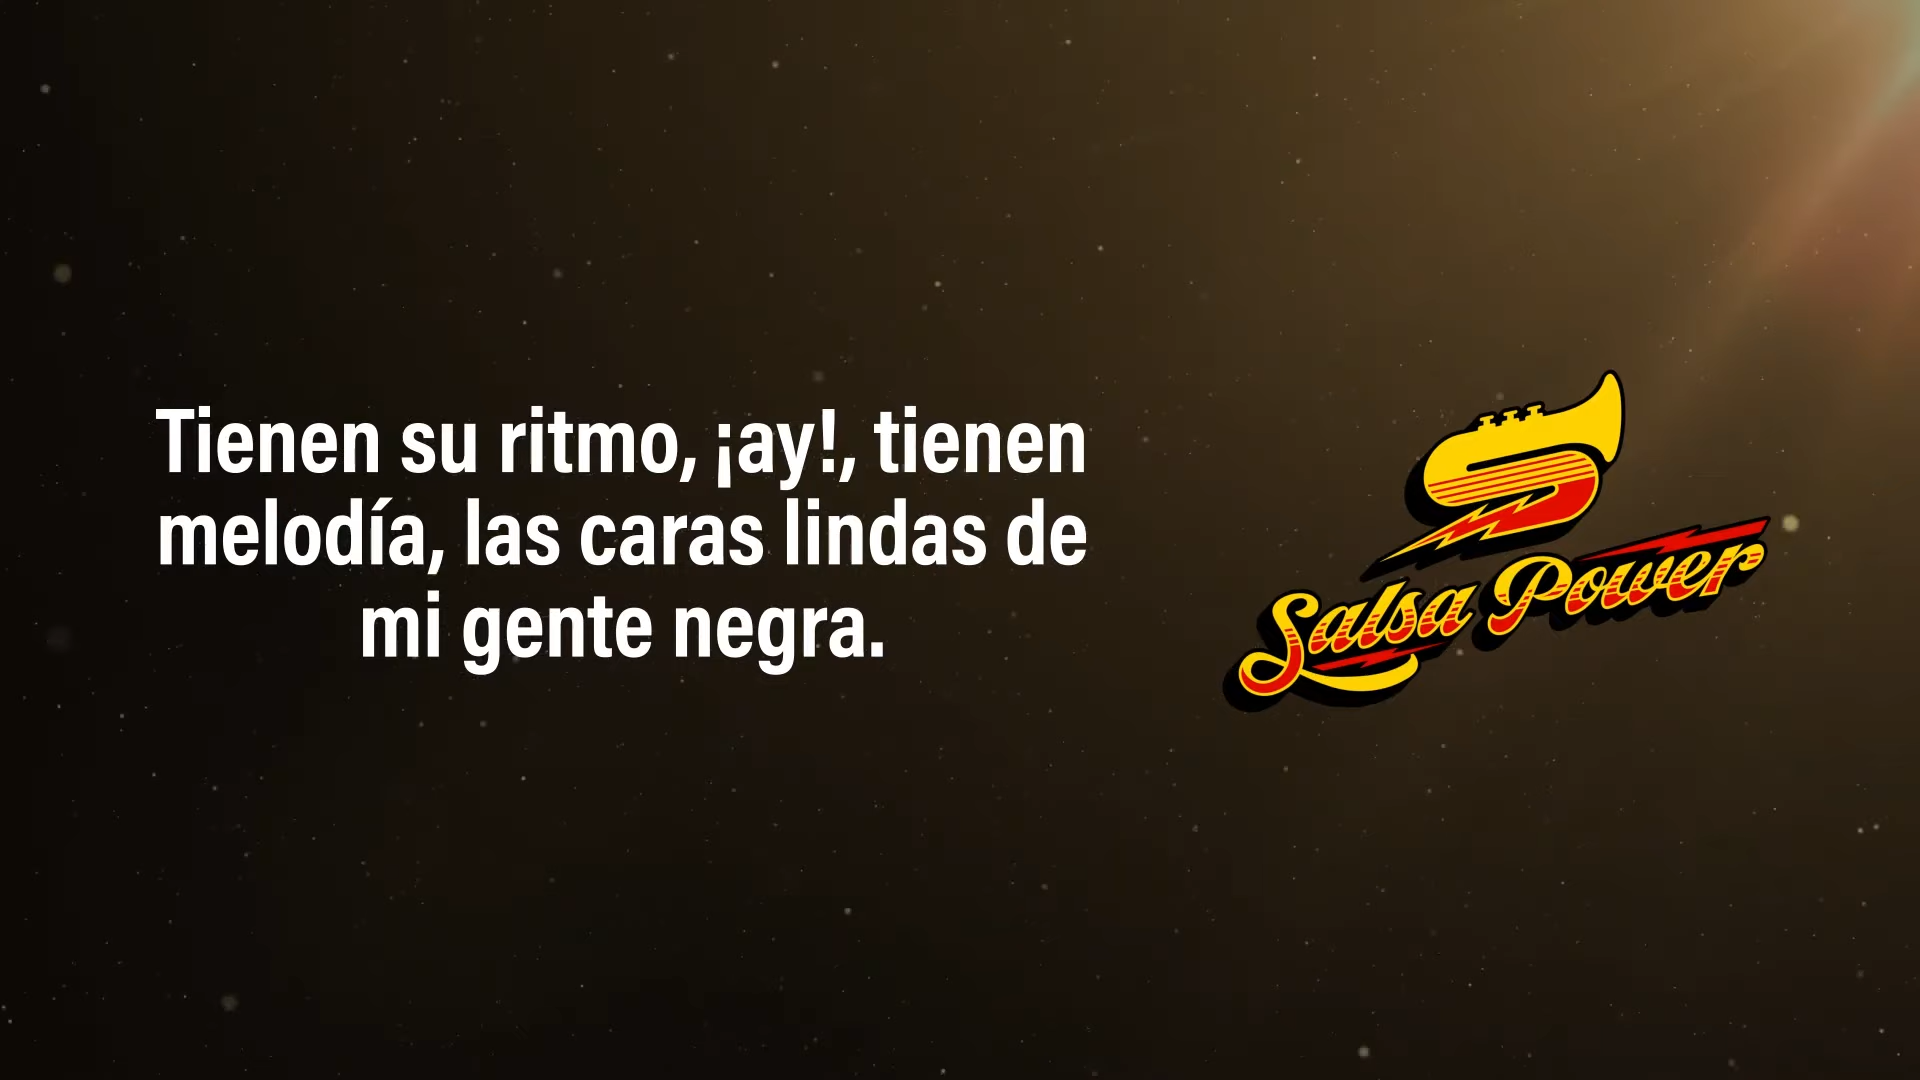 Tienen su ritmo, ¡ay!, tienen
melodía, las caras lindas de
mi gente negra.
Salsa Power